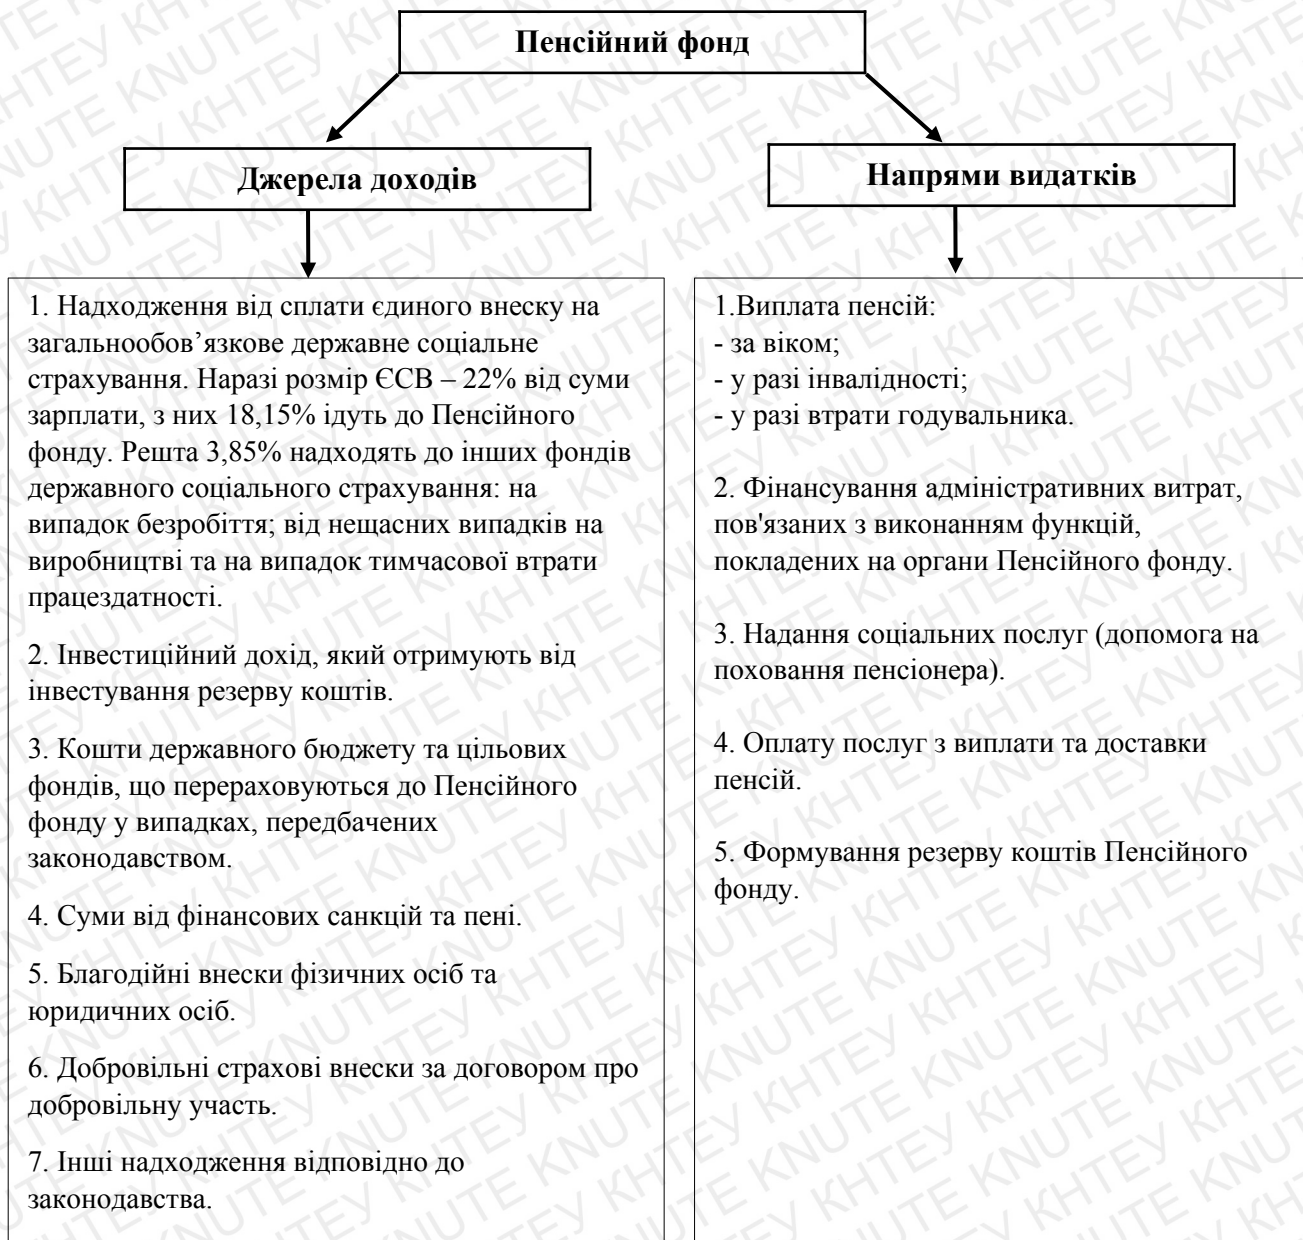 Пенсійний фонд
Джерела доходів
Напрями видатків
1. Надходження від сплати єдиного внеску на
загальнообов’язкове державне соціальне
страхування. Наразі розмір ЄСВ – 22% від суми
зарплати, з них 18,15% ідуть до Пенсійного
фонду. Решта 3,85% надходять до інших фондів
державного соціального страхування: на
випадок безробіття; від нещасних випадків на
виробництві та на випадок тимчасової втрати
працездатності.
2. Інвестиційний дохід, який отримують від
інвестування резерву коштів.
3. Кошти державного бюджету та цільових
фондів, що перераховуються до Пенсійного
фонду у випадках, передбачених
законодавством.
4. Суми від фінансових санкцій та пені.
5. Благодійні внески фізичних осіб та
юридичних осіб.
6. Добровільні страхові внески за договором про
добровільну участь.
7. Інші надходження відповідно до
законодавства.
1.Виплата пенсій:
- за віком;
- у разі інвалідності;
- у разі втрати годувальника.
2. Фінансування адміністративних витрат,
пов'язаних з виконанням функцій,
покладених на органи Пенсійного фонду.
3. Надання соціальних послуг (допомога на
поховання пенсіонера).
4. Оплату послуг з виплати та доставки
пенсій.
5. Формування резерву коштів Пенсійного
фонду.